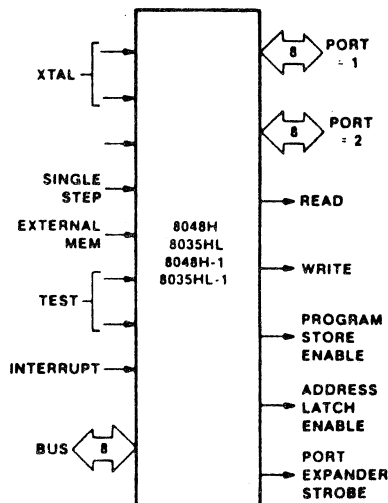 XTAL
SINGLE
STEP
EXTERNAL
MEM
TEST
INTERRUPT
BUS
8
8048H
8035HL
8048H-1
8035HL-1
8
PORT
= 1
8
PORT
= 2
READ
WRITE
PROGRAM
STORE
ENABLE
ADDRESS
LATCH
ENABLE
PORT
EXPANDER
STROBE